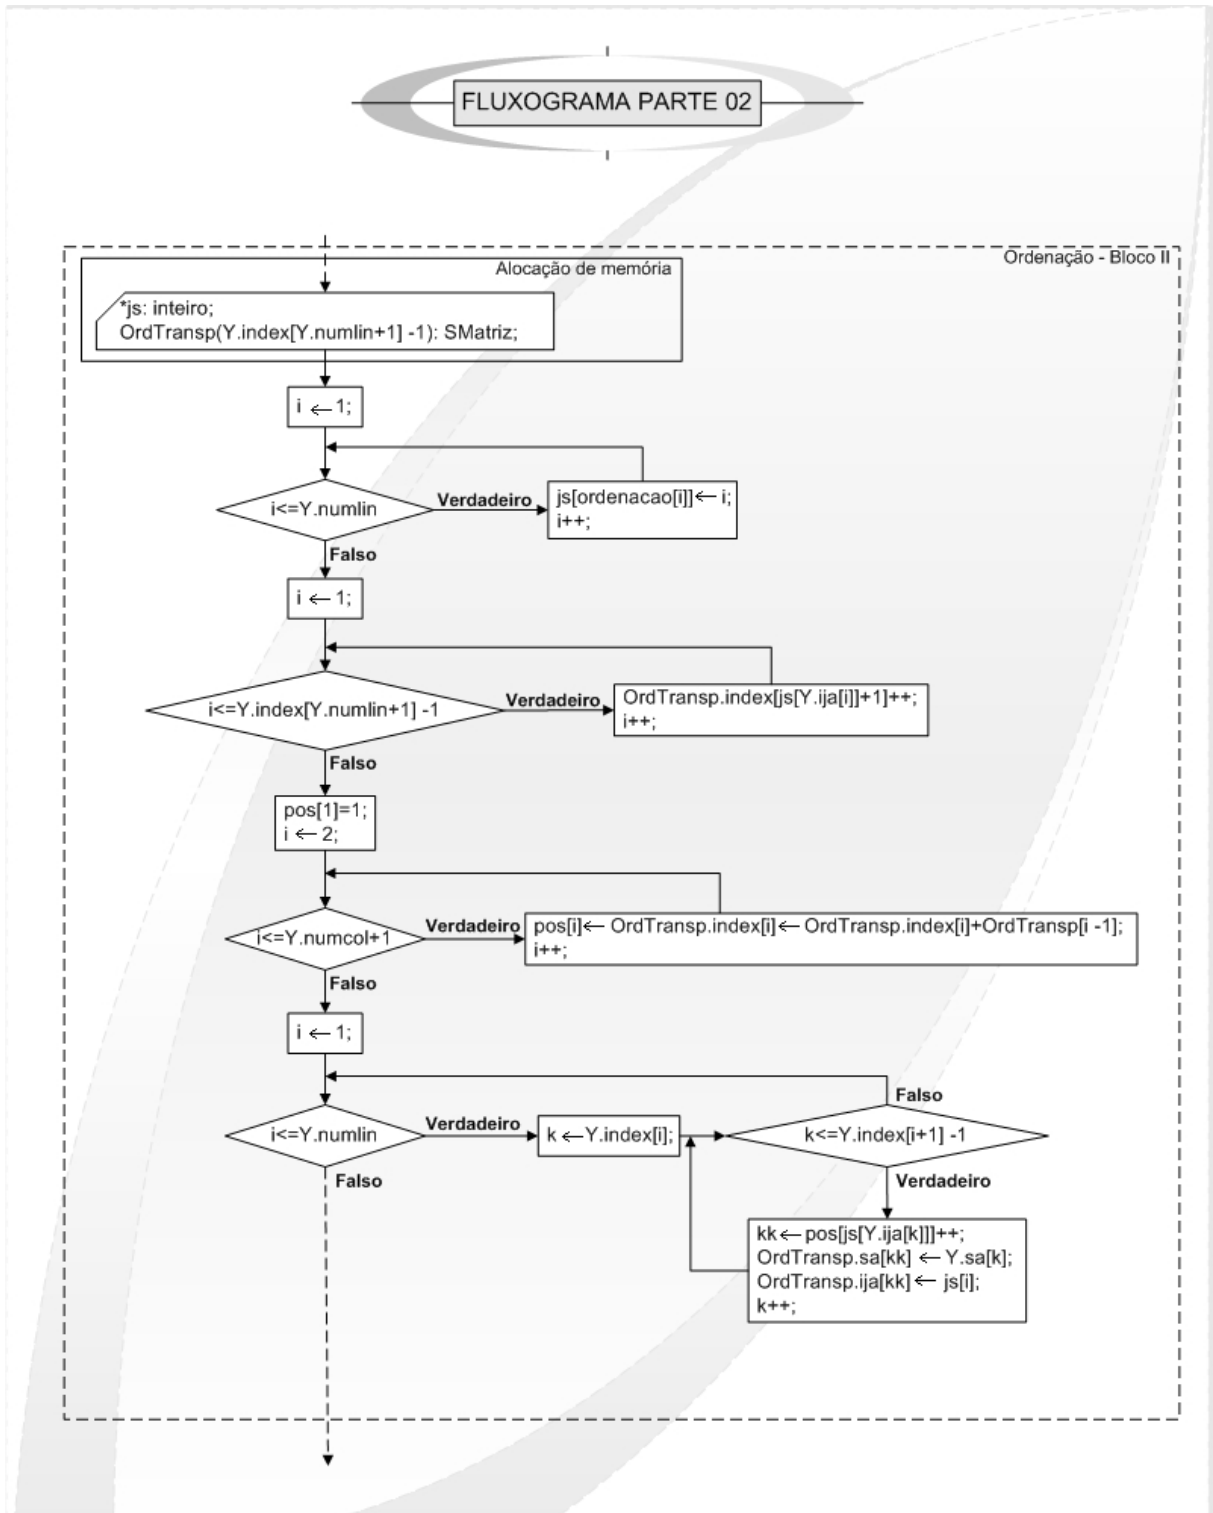 FLUXOGRAMA PARTE 02
Ordenação - Bloco II
Alocação de memória
*js: inteiro;
OrdTransp(Y.index[Y.numlin+1] -1): SMatriz;
i ← 1;
i<=Y.numlin
Verdadeiro
js[ordenacao[i]]← i;
i++;
Falso
i ← 1;
i<=Y.index[Y.numlin+1] -1
Verdadeiro
OrdTransp.index[js[Y.ija[i]]+1]++;
i++;
Falso
pos[1]=1;
i ← 2;
i<=Y.numcol+1
Verdadeiro
pos[i]← OrdTransp.index[i]← OrdTransp.index[i]+OrdTransp[i -1];
i++;
Falso
i ← 1;
i<=Y.numlin
Verdadeiro
k ←Y.index[i];
k<=Y.index[i+1] -1
Falso
Falso
Verdadeiro
kk←pos[js[Y.ija[k]]]++;
OrdTransp.sa[kk] ←Y.sa[k];
OrdTransp.ija[kk]← js[i];
k++;